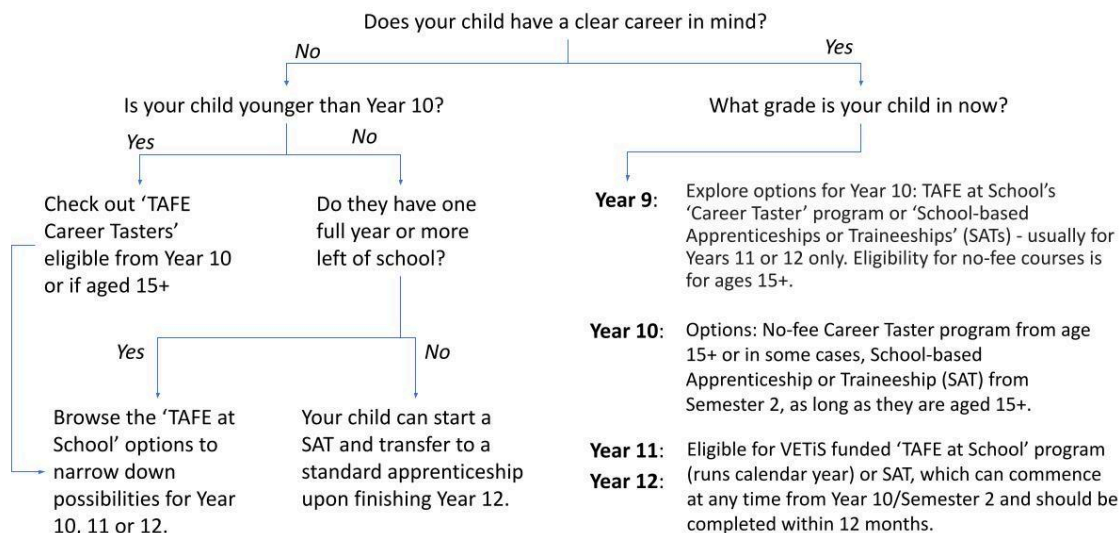 Does your child have a clear career in mind?
No
Yes
Is your child younger than Year 10?
What grade is your child in now?
Yes
No
Check out ‘TAFE
Career Tasters’
eligible from Year 10
or if aged 15+
Do they have one
full year or more
left of school?
Yes
No
Browse the ‘TAFE at
School’ options to
narrow down
possibilities for Year
10, 11 or 12.
Your child can start a
SAT and transfer to a
standard apprenticeship
upon finishing Year 12.
Year 9: Explore options for Year 10: TAFE at School’s
‘Career Taster’ program or ‘School-based
Apprenticeships or Traineeships’ (SATs) - usually for
Years 11 or 12 only. Eligibility for no-fee courses is
for ages 15+.
Year 10: Options: No-fee Career Taster program from age
15+ or in some cases, School-based
Apprenticeship or Traineeship (SAT) from
Semester 2, as long as they are aged 15+.
Year 11: Eligible for VETiS funded ‘TAFE at School’ program
Year 12: (runs calendar year) or SAT, which can commence
at any time from Year 10/Semester 2 and should be
completed within 12 months.